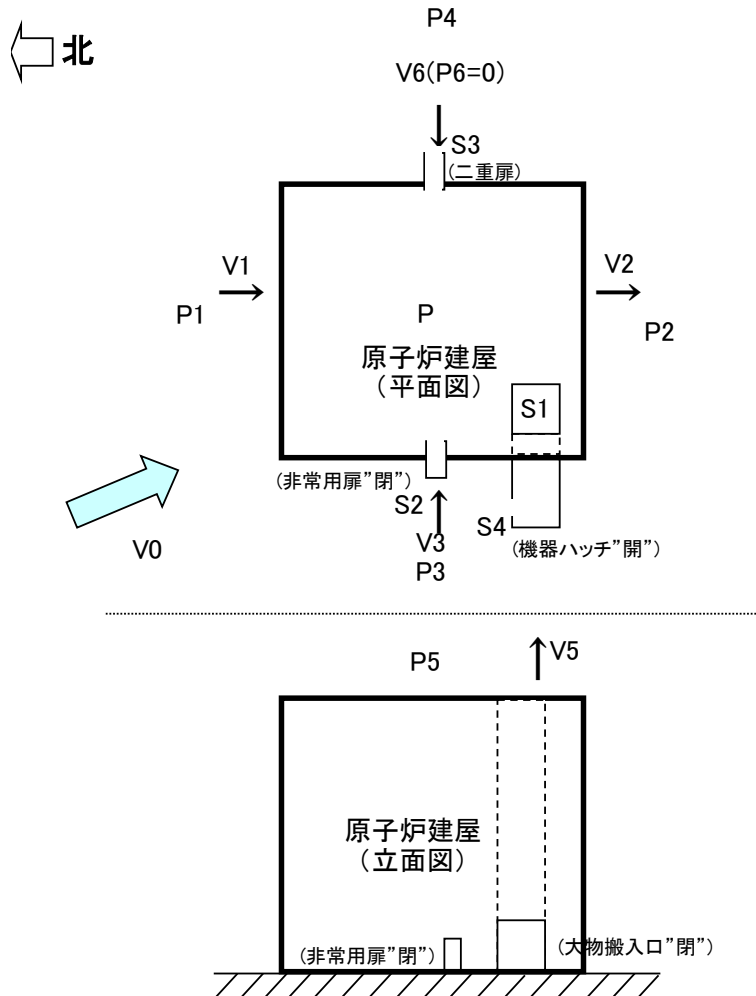 P4
北
V6(P6=0)
S3
(二重扉)
V1
V2
P1
P
P2
原子炉建屋
(平面図)
S1
(非常用扉”閉”)
S2
S4
V3
(機器ハッチ”開”)
V0
P3
P5
V5
原子炉建屋
(立面図)
(非常用扉”閉”)
(大物搬入口”閉”)